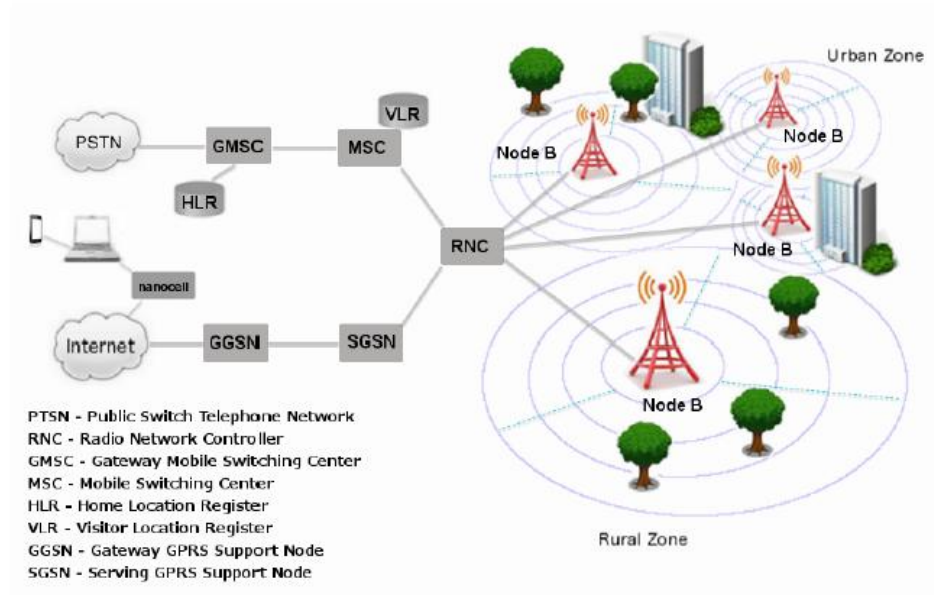 Urban Zone
VLR
PSTN
GMSC
MSC
Node B
Node B
HLR
RNC
Node B
nanocell
Internet
GGSN
SGSN
Node B
PTSN - Public Switch Telephone Network
RNC - Radio Network Controller
GMSC - Gateway Mobile Switching Center
MSC - Mobile Switching Center
HLR - Home Location Register
VLR - Visitor Location Register
GGSN - Gateway GPRS Support Node
SGSN - Serving GPRS Support Node
Rural Zone